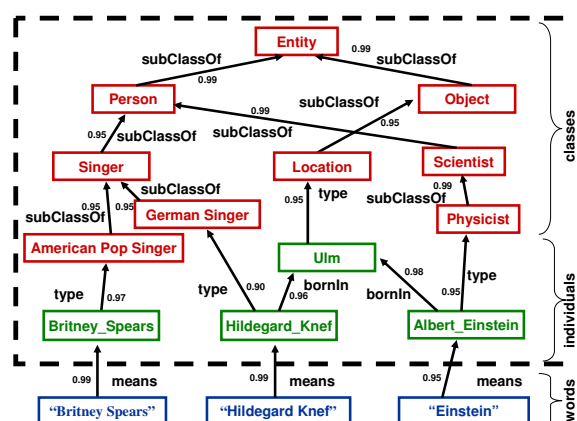 Entity
subClassOf
0.99
0.99
subClassOf
Person
Object
0.99
subClassOf
0.95
subClassOf
0.95
subClassOf
Singer
Location
Scientist
subClassOf
type
0.99
subClassOf
0.95
0.95
0.95
subClassOf
German Singer
Physicist
American Pop Singer
Ulm
type
0.97
type
0.90
0.96
bornIn
0.98
bornIn
0.95
type
Britney_Spears
Hildegard_Knef
Albert_Einstein
0.99
means
0.99
means
0.95
means
“Britney Spears”
“Hildegard Knef”
“Einstein”
classes
individuals
words